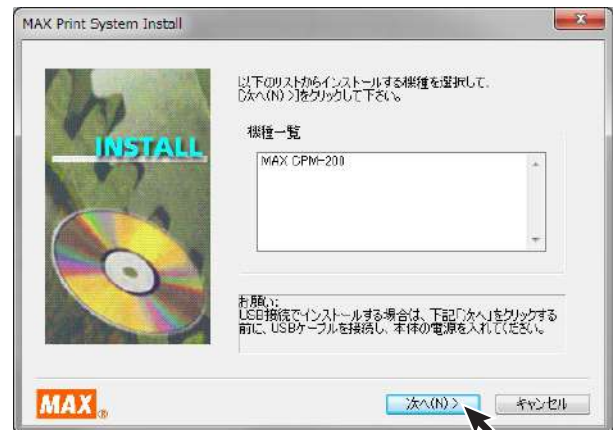 MAX Print System Install
INSTALL
以下のリストからインストールする機種を選択して、
[次へ(N) >]をクリックして下さい。
機種一覧
MAX CPM-200
お願い:
USB接続でインストールする場合は、下記「次へ」をクリックする
前に、USBケーブルを接続し、本体の電源を入れてください。
MAX®
次へ(N) >
キャンセル